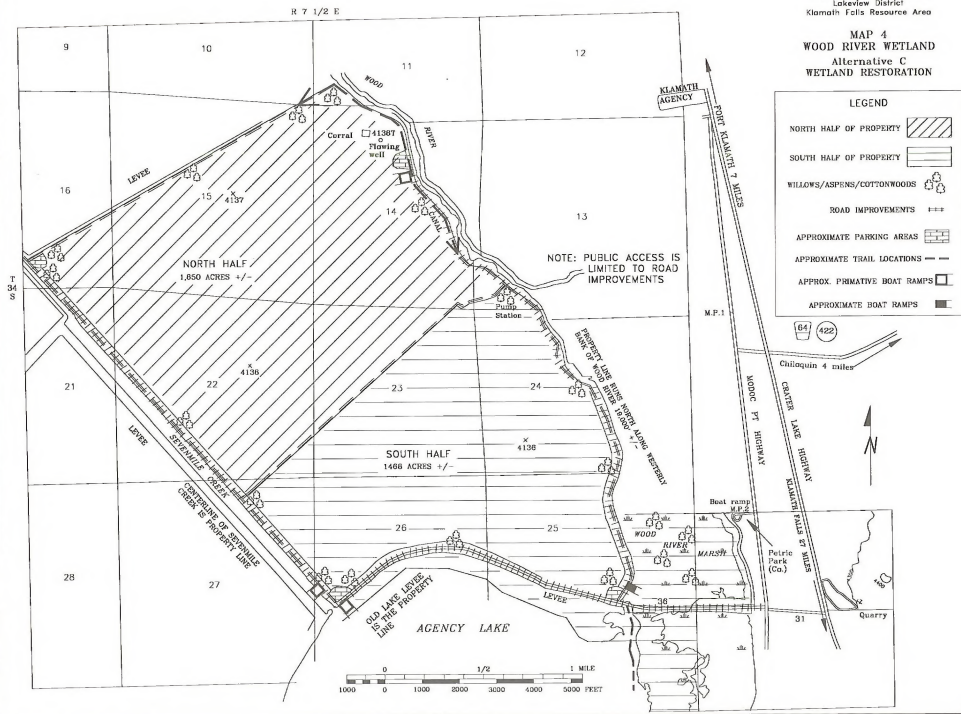 R 7 1/2 E
Lakeview District
Klamath Falls Resource Area
MAP 4
WOOD RIVER WETLAND
Alternative C
WETLAND RESTORATION
LEGEND
NORTH HALF OF PROPERTY
SOUTH HALF OF PROPERTY
WILLOWS/ASPENS/COTTONWOODS
ROAD IMPROVEMENTS
APPROXIMATE PARKING AREAS
APPROXIMATE TRAIL LOCATIONS
APPROX. PRIMATIVE BOAT RAMPS
APPROXIMATE BOAT RAMPS
9
10
11
12
WOOD
RIVER
KLAMATH
AGENCY
FORT KLAMATH 7 MILES
Corral
41387
Flowing
well
LEVEE
16
15
4137
14
CANAL
13
NORTH HALF
1,650 ACRES +/-
NOTE: PUBLIC ACCESS IS
LIMITED TO ROAD
IMPROVEMENTS
T
34
S
Pump
Station
M.P.1
64
422
Chiloquin 4 miles
21
22
4136
23
24
PROPERTY LINE RUNS NORTH ALONG WESTERLY
BANK OF WOOD RIVER 18,000' +/-
MODOC PT HIGHWAY
CRATER LAKE HIGHWAY
KLAMATH FALLS 27 MILES
N
LEVEE
SEVENMILE CREEK
CENTERLINE OF SEVENMILE
CREEK IS PROPERTY
LINE
SOUTH HALF
1466 ACRES +/-
4136
26
25
Boat ramp
M.P.2
WOOD
RIVER
MARSH
Petric
Park
(Co.)
28
27
OLD LAKE LEVEE
IS THE PROPERTY
LINE
LEVEE
36
31
Quarry
AGENCY LAKE
0
1/2
1 MILE
1000
0
1000
2000
3000
4000
5000 FEET